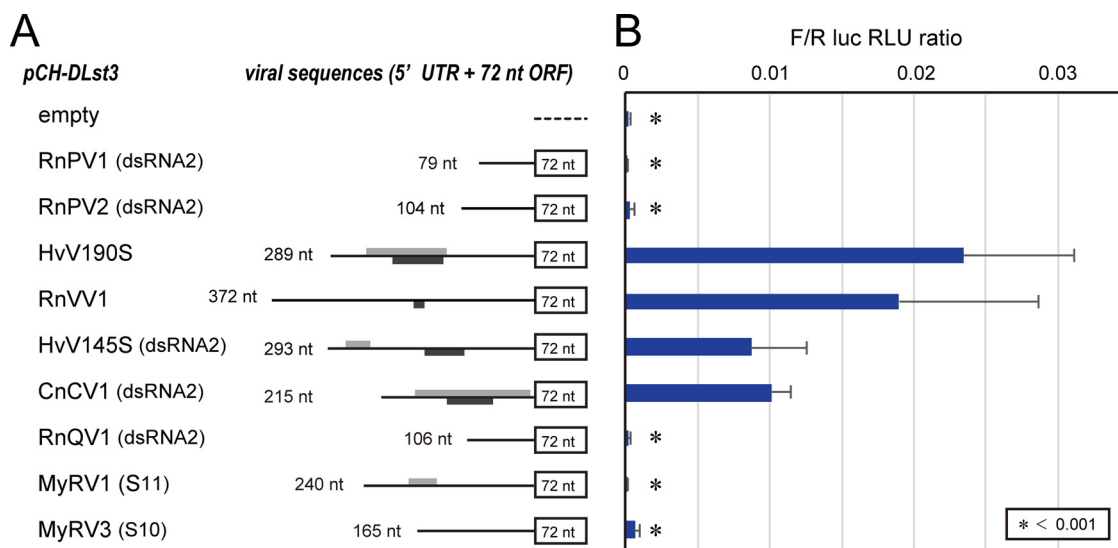 A
B
F/R luc RLU ratio
pCH-DLst3 viral sequences (5' UTR + 72 nt ORF)
0 0.01 0.02 0.03
empty *
RnPV1 (dsRNA2) 79 nt 72 nt *
RnPV2 (dsRNA2) 104 nt 72 nt *
HvV190S 289 nt 72 nt
RnVV1 372 nt 72 nt
HvV145S (dsRNA2) 293 nt 72 nt
CnCV1 (dsRNA2) 215 nt 72 nt
RnQV1 (dsRNA2) 106 nt 72 nt *
MyRV1 (S11) 240 nt 72 nt *
MyRV3 (S10) 165 nt 72 nt *
* < 0.001